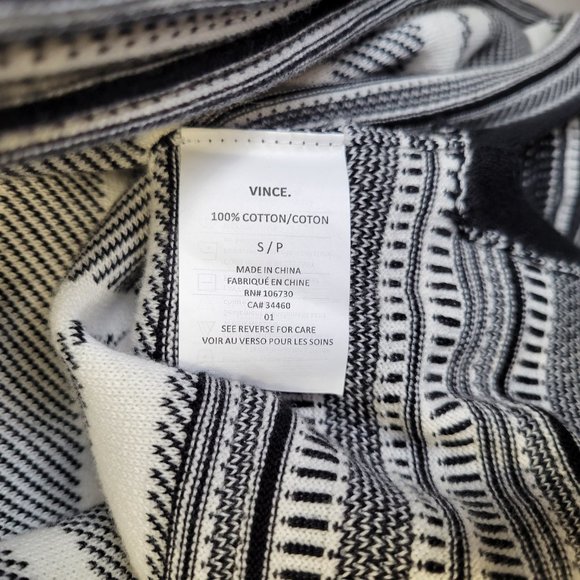 VINCE.
100% COTTON/COTON
S / P
MADE IN CHINA
FABRIQUÉ EN CHINE
RN# 106730
CA# 34460
01
SEE REVERSE FOR CARE
VOIR AU VERSO POUR LES SOINS